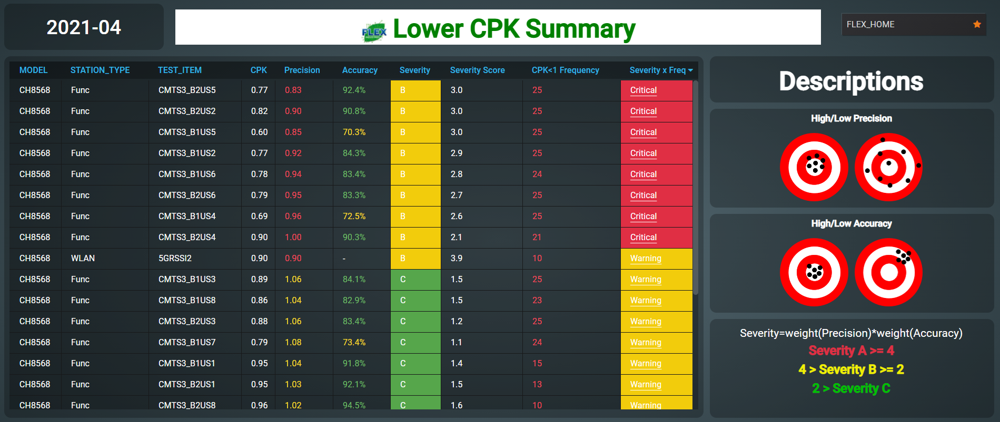 2021-04
FLEX Lower CPK Summary
FLEX_HOME
MODEL STATION_TYPE TEST_ITEM CPK Precision Accuracy Severity Severity Score CPK<1 Frequency Severity x Freq
CH8568 Func CMTS3_B2US5 0.77 0.83 92.4% B 3.0 25 Critical
CH8568 Func CMTS3_B2US2 0.82 0.90 90.8% B 3.0 25 Critical
CH8568 Func CMTS3_B1US5 0.60 0.85 70.3% B 3.0 25 Critical
CH8568 Func CMTS3_B1US2 0.77 0.92 84.3% B 2.9 25 Critical
CH8568 Func CMTS3_B1US6 0.78 0.94 83.4% B 2.8 24 Critical
CH8568 Func CMTS3_B2US6 0.79 0.95 83.3% B 2.7 25 Critical
CH8568 Func CMTS3_B1US4 0.69 0.96 72.5% B 2.6 25 Critical
CH8568 Func CMTS3_B2US4 0.90 1.00 90.3% B 2.1 21 Critical
CH8568 WLAN 5GRSSI2 0.90 0.90 - B 3.9 10 Warning
CH8568 Func CMTS3_B1US3 0.89 1.06 84.1% C 1.5 25 Warning
CH8568 Func CMTS3_B1US8 0.86 1.04 82.9% C 1.5 23 Warning
CH8568 Func CMTS3_B2US3 0.88 1.06 83.4% C 1.2 25 Warning
CH8568 Func CMTS3_B1US7 0.79 1.08 73.4% C 1.1 24 Warning
CH8568 Func CMTS3_B1US1 0.95 1.04 91.8% C 1.4 15 Warning
CH8568 Func CMTS3_B2US1 0.95 1.03 92.1% C 1.5 13 Warning
CH8568 Func CMTS3_B2US8 0.96 1.02 94.5% C 1.6 10 Warning
Descriptions
High/Low Precision
High/Low Accuracy
Severity=weight(Precision)*weight(Accuracy)
Severity A >= 4
4 > Severity B >= 2
2 > Severity C